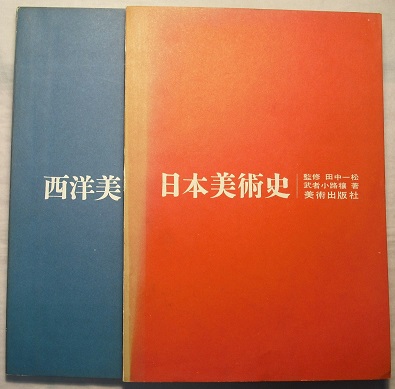 西洋美
日本美術史
監修 田中一松
武者小路穣 著
美術出版社